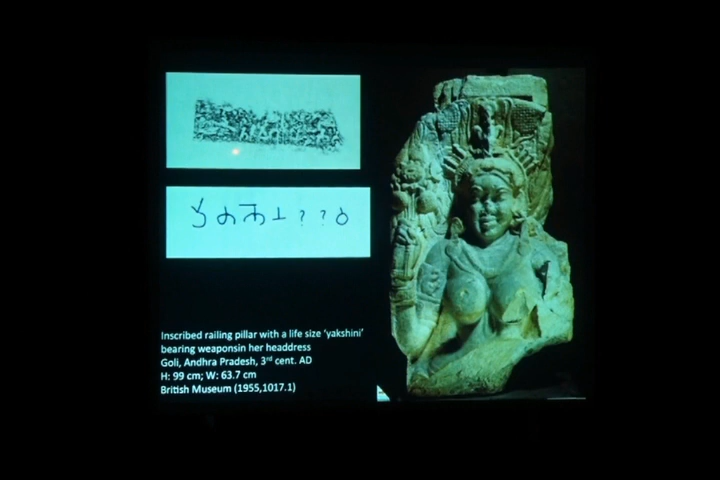 Inscribed railing pillar with a life size 'yakshini'
bearing weaponsin her headdress
Goli, Andhra Pradesh, 3rd cent. AD
H: 99 cm; W: 63.7 cm
British Museum (1955,1017.1)